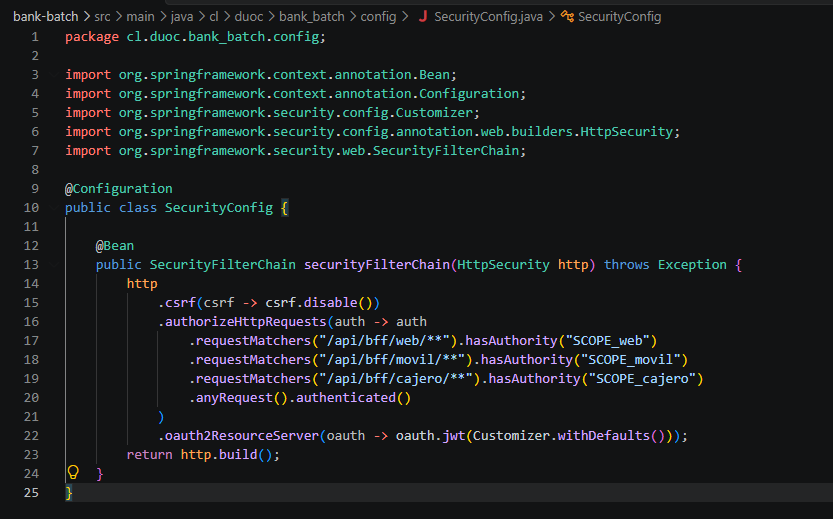 bank-batch > src > main > java > cl > duoc > bank_batch > config > J SecurityConfig.java > SecurityConfig
1 package cl.duoc.bank_batch.config;
2
3 import org.springframework.context.annotation.Bean;
4 import org.springframework.context.annotation.Configuration;
5 import org.springframework.security.config.Customizer;
6 import org.springframework.security.config.annotation.web.builders.HttpSecurity;
7 import org.springframework.security.web.SecurityFilterChain;
8
9 @Configuration
10 public class SecurityConfig {
11
12     @Bean
13     public SecurityFilterChain securityFilterChain(HttpSecurity http) throws Exception {
14         http
15             .csrf(csrf -> csrf.disable())
16             .authorizeHttpRequests(auth -> auth
17                 .requestMatchers("/api/bff/web/**").hasAuthority("SCOPE_web")
18                 .requestMatchers("/api/bff/movil/**").hasAuthority("SCOPE_movil")
19                 .requestMatchers("/api/bff/cajero/**").hasAuthority("SCOPE_cajero")
20                 .anyRequest().authenticated()
21             )
22             .oauth2ResourceServer(oauth -> oauth.jwt(Customizer.withDefaults()));
23         return http.build();
24     }
25 }